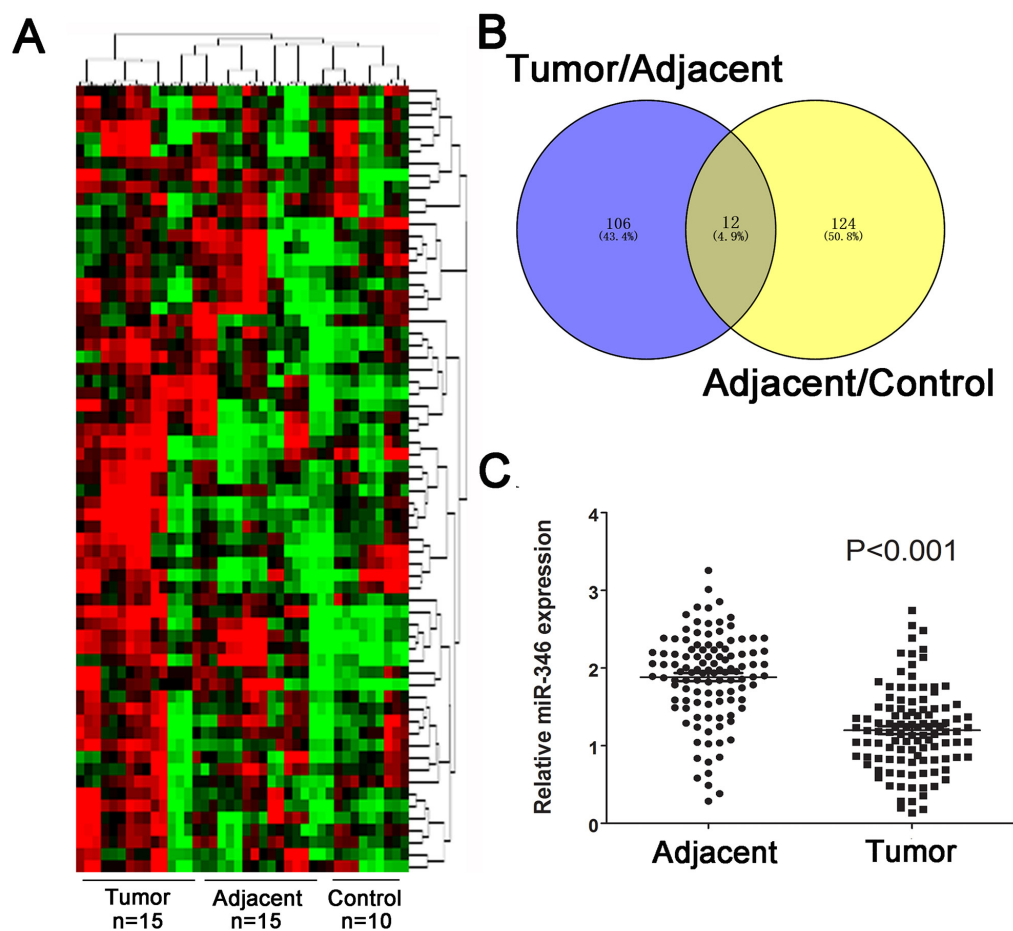 A
Tumor
n=15
Adjacent
n=15
Control
n=10
B
Tumor/Adjacent
106
(43.4%)
12
(4.9%)
124
(50.8%)
Adjacent/Control
C
Relative miR-346 expression
4
3
2
1
0
P<0.001
Adjacent
Tumor